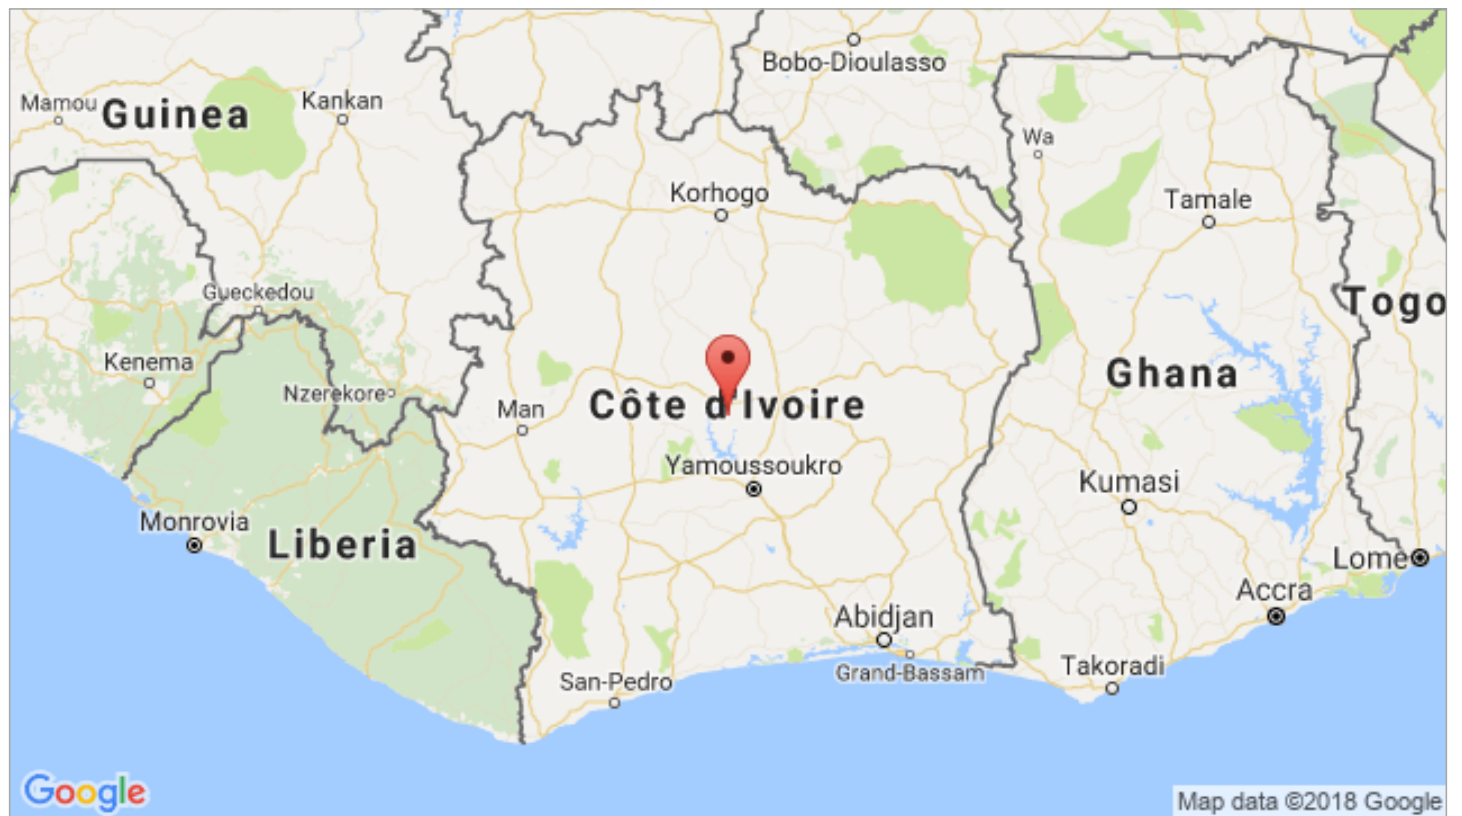 Bobo-Dioulasso
Mamou
Guinea
Kankan
Wa
Korhogo
Tamale
Gueckedou
Togo
Kenema
Ghana
Nzerekore
Man
Côte d'Ivoire
Yamoussoukro
Kumasi
Monrovia
Liberia
Lome
Accra
Abidjan
Takoradi
Grand-Bassam
San-Pedro
Google
Map data ©2018 Google